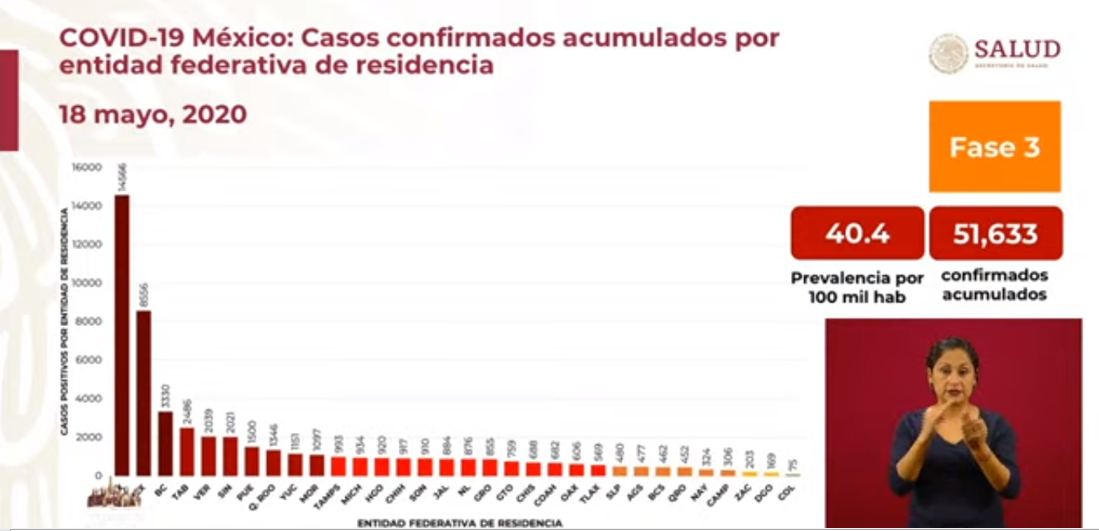 COVID-19 México: Casos confirmados acumulados por
entidad federativa de residencia
18 mayo, 2020
SALUD
SECRETARÍA DE SALUD
Fase 3
40.4
51,633
Prevalencia por
100 mil hab
confirmados
acumulados
CASOS POSITIVOS POR ENTIDAD DE RESIDENCIA
16000
14000
12000
10000
8000
6000
4000
2000
0
14566
8556
3330
2486
2039
2021
1500
1346
1151
1097
993
934
920
917
910
884
876
855
759
688
682
606
569
480
477
462
452
324
306
203
169
75
BC
TAB
VER
SIN
PUE
Q. ROO
YUC
MOR
TAMPS
MICH
HGO
CHIH
SON
JAL
NL
GRO
GTO
CHIS
COAH
OAX
TLAX
SLP
AGS
BCS
QRO
NAY
CAMP
ZAC
DGO
COL
ENTIDAD FEDERATIVA DE RESIDENCIA